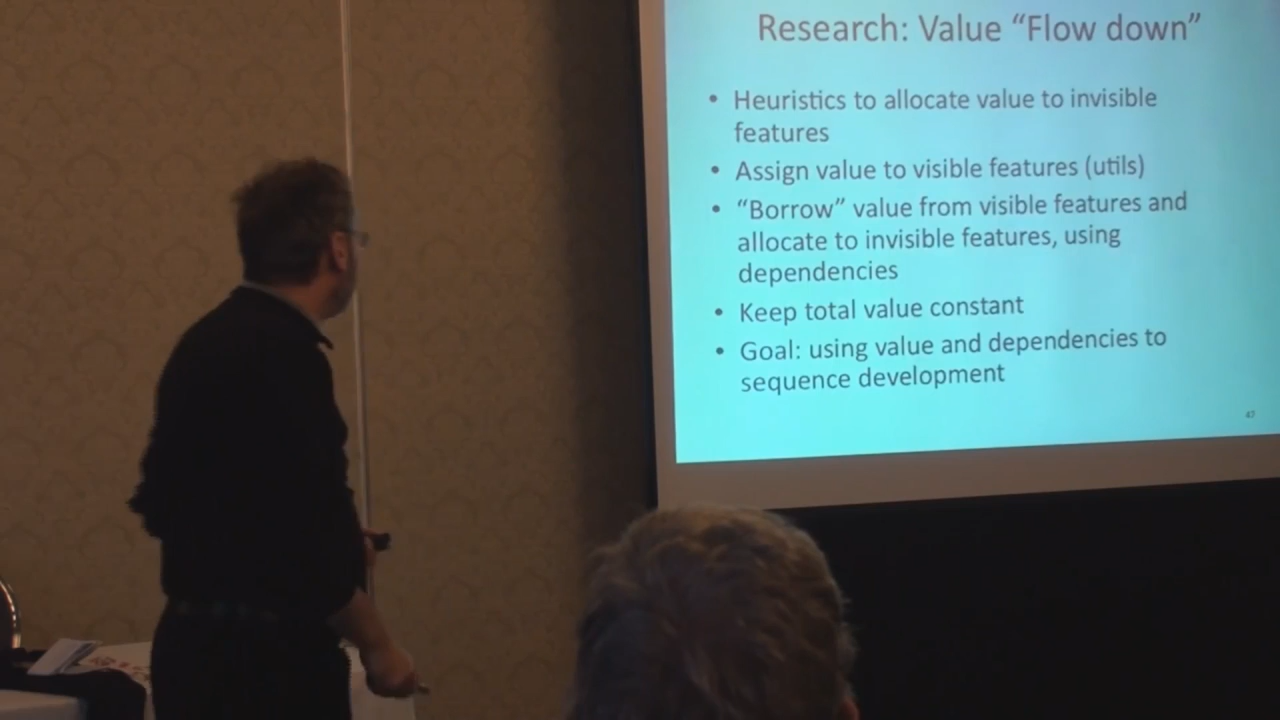 Research: Value “Flow down”
• Heuristics to allocate value to invisible
features
• Assign value to visible features (utils)
• “Borrow” value from visible features and
allocate to invisible features, using
dependencies
• Keep total value constant
• Goal: using value and dependencies to
sequence development